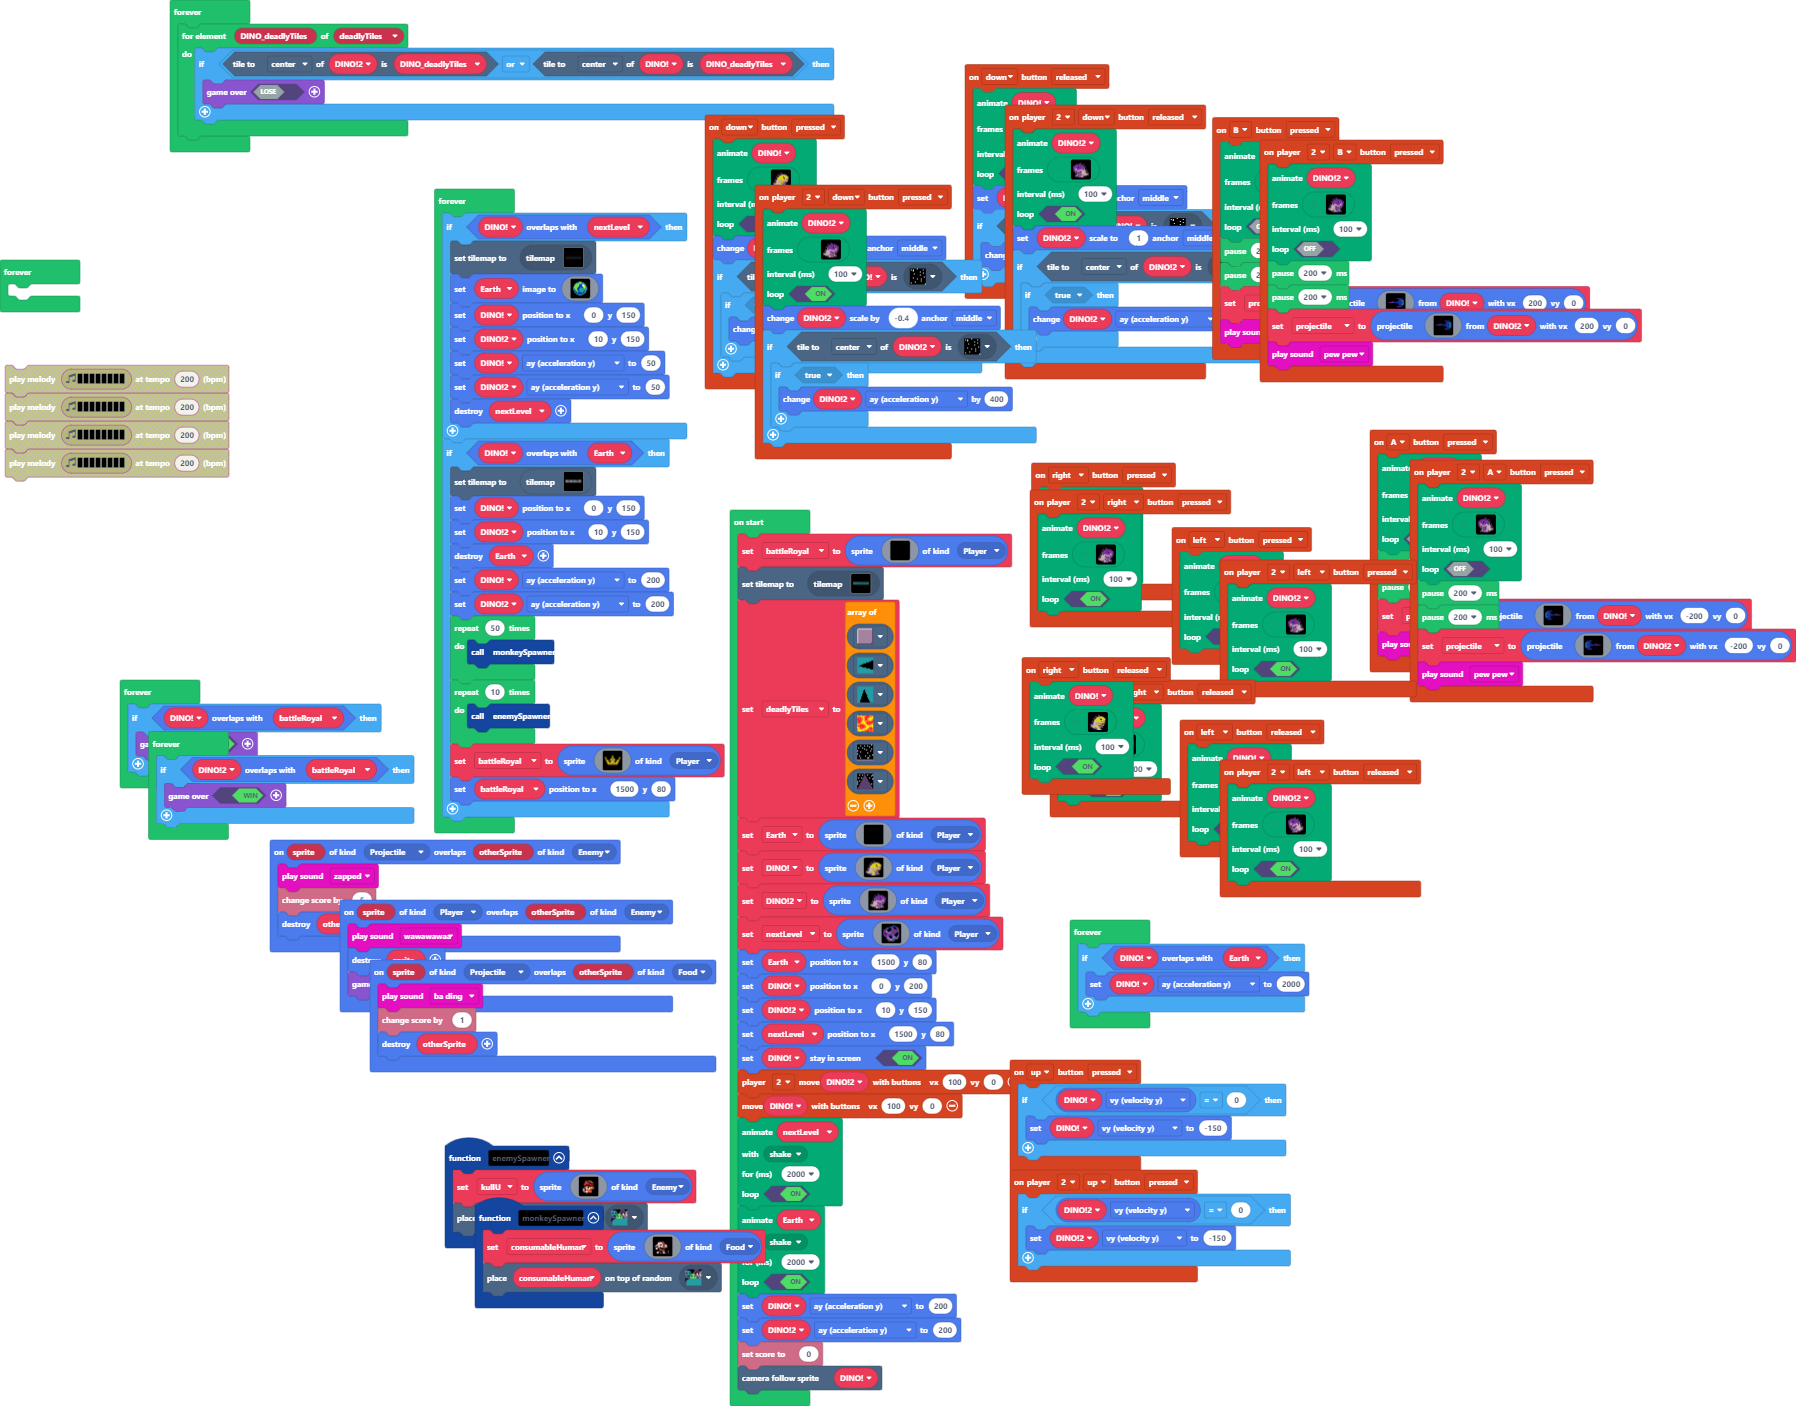 forever
for element DINO_deadlyTiles of deadlyTiles
do
if tile to center of DINO!2 is DINO_deadlyTiles or tile to center of DINO! is DINO_deadlyTiles then
game over LOSE
forever
play melody at tempo 200 (bpm)
play melody at tempo 200 (bpm)
play melody at tempo 200 (bpm)
play melody at tempo 200 (bpm)
forever
if DINO! overlaps with nextLevel then
set tilemap to tilemap
set Earth image to
set DINO! position to x 0 y 150
set DINO!2 position to x 10 y 150
set DINO! ay (acceleration y) to 50
set DINO!2 ay (acceleration y) to 50
destroy nextLevel
if DINO! overlaps with Earth then
set tilemap to tilemap
set DINO! position to x 0 y 150
set DINO!2 position to x 10 y 150
destroy Earth
set DINO! ay (acceleration y) to 200
set DINO!2 ay (acceleration y) to 200
repeat 50 times
do call monkeySpawner
repeat 10 times
do call enemySpawner
set battleRoyal to sprite of kind Player
set battleRoyal position to x 1500 y 80
forever
if DINO! overlaps with battleRoyal then
forever
if DINO!2 overlaps with battleRoyal then
game over WIN
on sprite of kind Projectile overlaps otherSprite of kind Enemy
play sound zapped
change score by
destroy
on sprite of kind Player overlaps otherSprite of kind Enemy
play sound wawawawaa
on sprite of kind Projectile overlaps otherSprite of kind Food
play sound ba ding
change score by 1
destroy otherSprite
function enemySpawner
set kullU to sprite of kind Enemy
function monkeySpawner
set consumableHuman to sprite of kind Food
place consumableHuman on top of random
on start
set battleRoyal to sprite of kind Player
set tilemap to tilemap
array of
set deadlyTiles to
set Earth to sprite of kind Player
set DINO! to sprite of kind Player
set DINO!2 to sprite of kind Player
set nextLevel to sprite of kind Player
set Earth position to x 1500 y 80
set DINO! position to x 0 y 200
set DINO!2 position to x 10 y 150
set nextLevel position to x 1500 y 80
set DINO! stay in screen ON
player 2 move DINO!2 with buttons vx 100 vy 0
move DINO! with buttons vx 100 vy 0
animate nextLevel
with shake
for (ms) 2000
loop ON
animate Earth
shake
for (ms) 2000
loop ON
set DINO! ay (acceleration y) to 200
set DINO!2 ay (acceleration y) to 200
set score to 0
camera follow sprite DINO!
on down button pressed
animate DINO!
frames
loop
change
anchor middle
if is then
on player 2 down button pressed
animate DINO!2
frames
interval (ms) 100
loop ON
change DINO!2 scale by -0.4 anchor middle
if tile to center of DINO!2 is then
if true then
change DINO!2 ay (acceleration y) by 400
on down button released
animate DINO!
frames
loop
set
anchor middle
if
on player 2 down button released
animate DINO!2
frames
interval (ms) 100
loop ON
set DINO!2 scale to 1 anchor middle
if tile to center of DINO!2 is
if true then
change DINO!2 ay (acceleration y)
on B button pressed
animate
frames
loop
pause
pause
set
from DINO! with vx 200 vy 0
play sound
on player 2 B button pressed
animate DINO!2
frames
interval (ms) 100
loop OFF
pause 200 ms
pause 200 ms
set projectile to projectile from DINO!2 with vx 200 vy 0
play sound pew pew
on A button pressed
frames
loop
pause
set
from DINO! with vx -200 vy 0
on player 2 A button pressed
animate DINO!2
frames
interval (ms) 100
loop OFF
pause 200 ms
pause 200 ms
set projectile to projectile from DINO!2 with vx -200 vy 0
play sound pew pew
on right button pressed
on player 2 right button pressed
animate DINO!2
frames
interval (ms) 100
loop ON
on left button pressed
animate
frames
loop
on player 2 left button pressed
animate DINO!2
frames
interval (ms) 100
loop ON
on right button released
animate DINO!
frames
interval (ms) 100
loop ON
button released
on left button released
animate DINO!
frames
interval
loop
on player 2 left button released
animate DINO!2
frames
interval (ms) 100
loop ON
forever
if DINO! overlaps with Earth then
set DINO! ay (acceleration y) to 2000
on up button pressed
if DINO! vy (velocity y) = 0 then
set DINO! vy (velocity y) to -150
on player 2 up button pressed
if DINO!2 vy (velocity y) = 0 then
set DINO!2 vy (velocity y) to -150